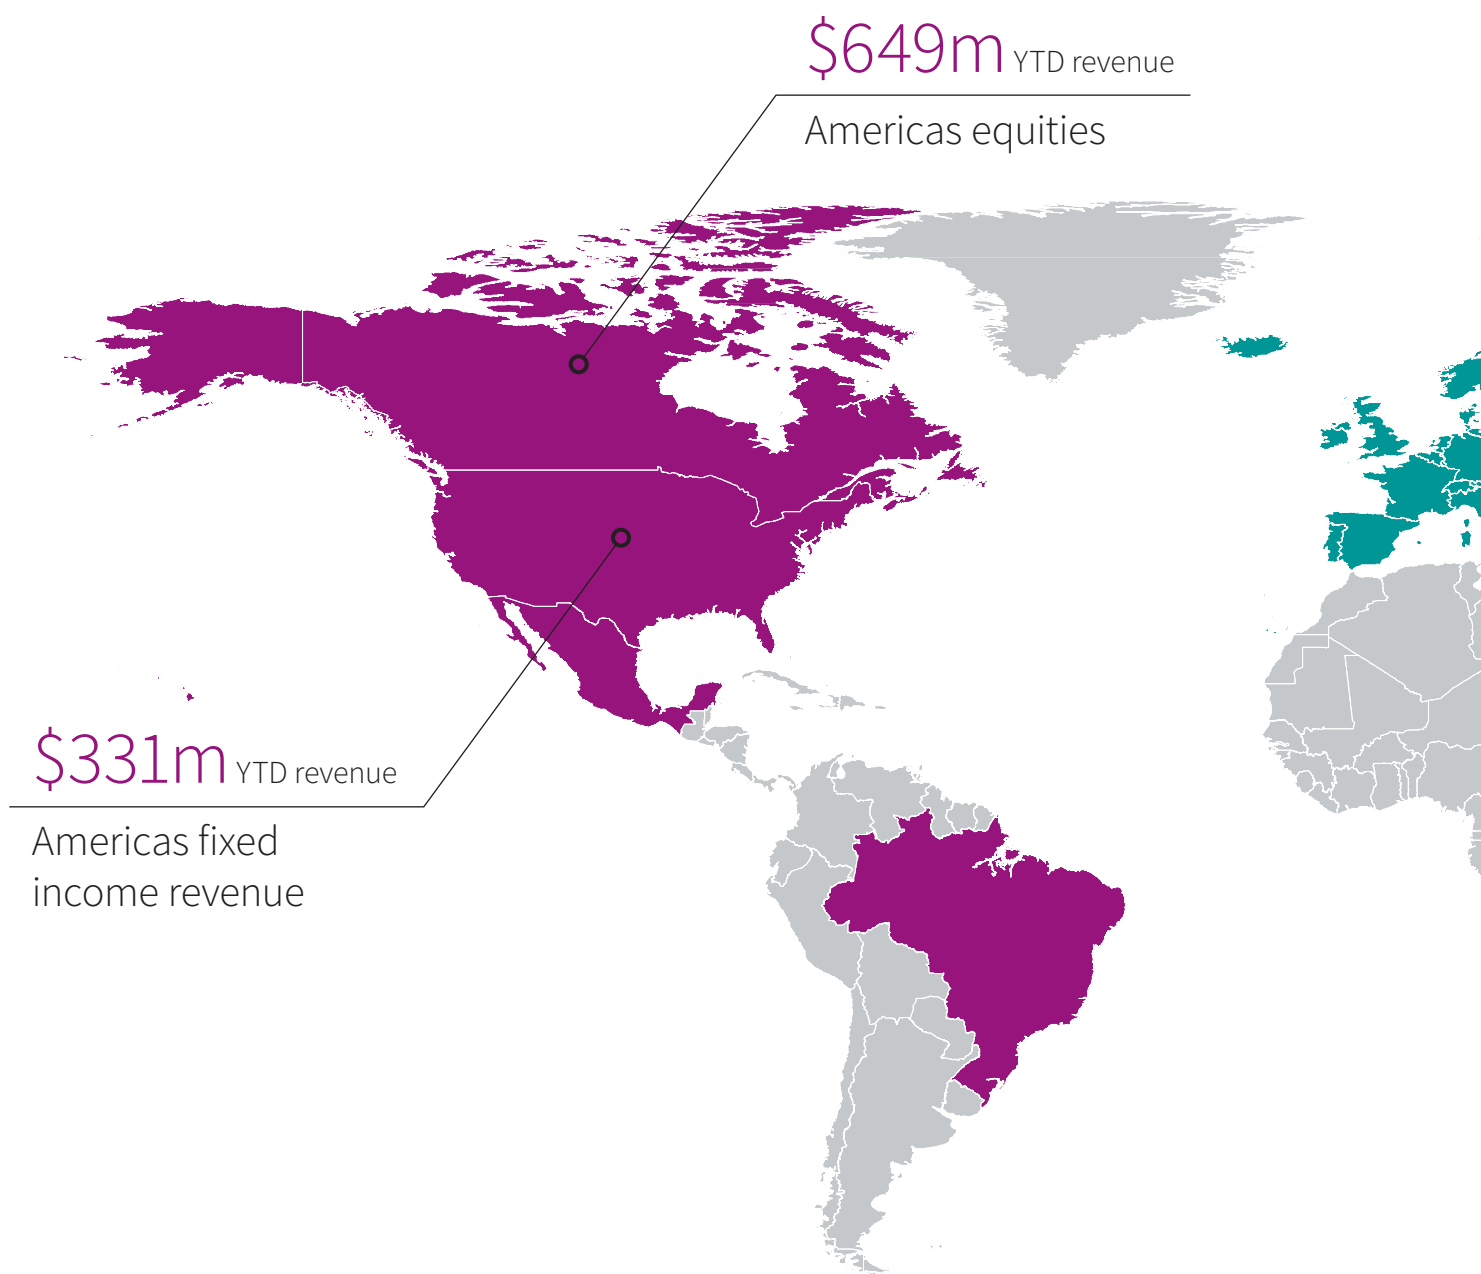 $649m YTD revenue
Americas equities
$331m YTD revenue
Americas fixed
income revenue